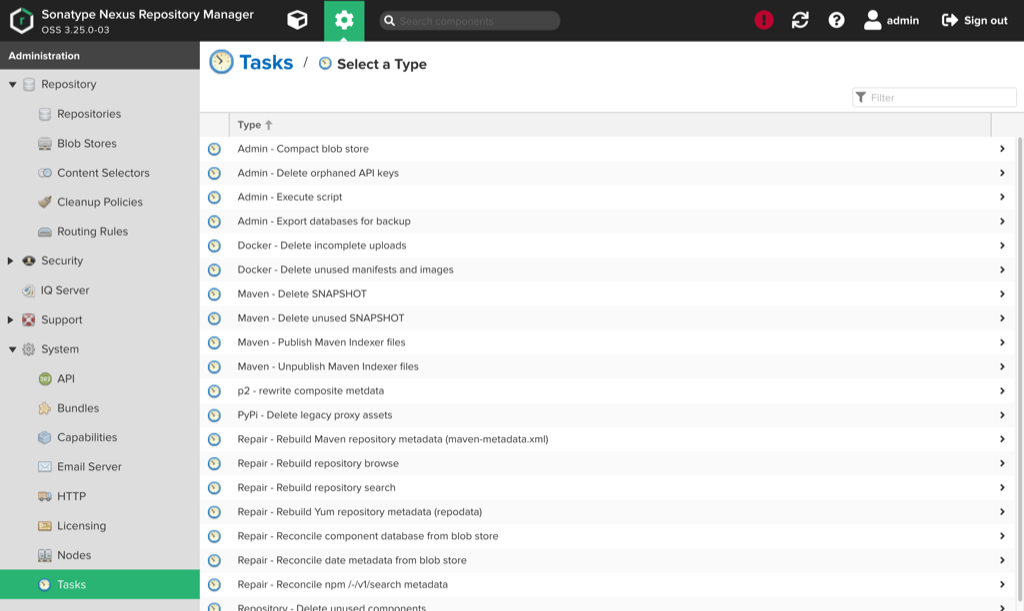 Sonatype Nexus Repository Manager
OSS 3.25.0-03
Search components
admin
Sign out
Administration
Repository
Repositories
Blob Stores
Content Selectors
Cleanup Policies
Routing Rules
Security
IQ Server
Support
System
API
Bundles
Capabilities
Email Server
HTTP
Licensing
Nodes
Tasks
Tasks / Select a Type
Filter
Type
Admin - Compact blob store
Admin - Delete orphaned API keys
Admin - Execute script
Admin - Export databases for backup
Docker - Delete incomplete uploads
Docker - Delete unused manifests and images
Maven - Delete SNAPSHOT
Maven - Delete unused SNAPSHOT
Maven - Publish Maven Indexer files
Maven - Unpublish Maven Indexer files
p2 - rewrite composite metdata
PyPi - Delete legacy proxy assets
Repair - Rebuild Maven repository metadata (maven-metadata.xml)
Repair - Rebuild repository browse
Repair - Rebuild repository search
Repair - Rebuild Yum repository metadata (repodata)
Repair - Reconcile component database from blob store
Repair - Reconcile date metadata from blob store
Repair - Reconcile npm /-/v1/search metadata
Repository - Delete unused components